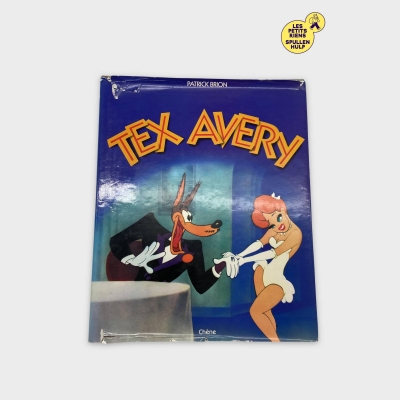 LES
PETITS
RIENS
SPULLEN
HULP
PATRICK BRION
TEX AVERY
Chêne